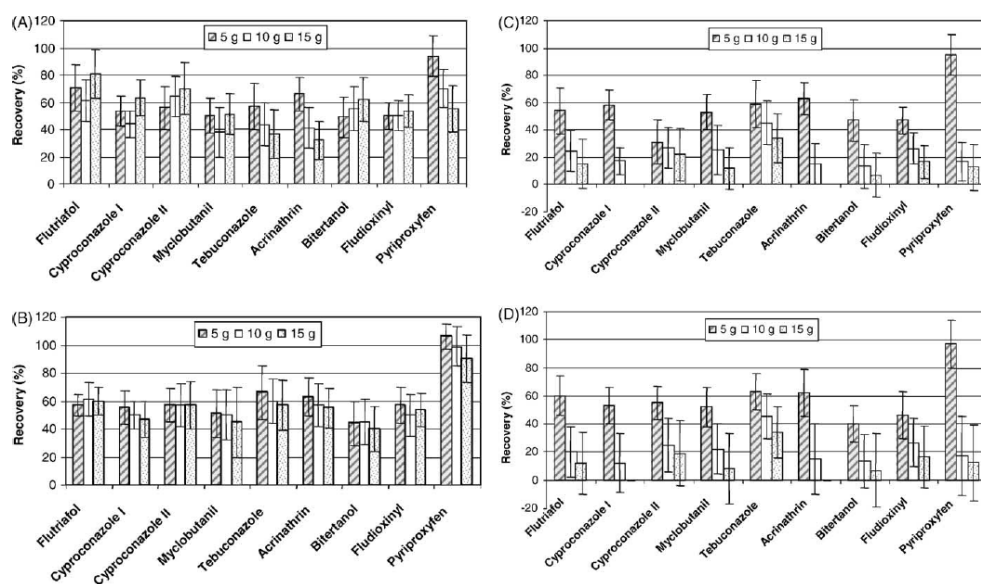 (A)
120
100
80
60
40
20
0
Recovery (%)
5 g 10 g 15 g
Flutriafol
Cyproconazole I
Cyproconazole II
Myclobutanil
Tebuconazole
Acrinathrin
Bitertanol
Fludioxinyl
Pyriproxyfen
(C)
120
100
80
60
40
20
0
-20
Recovery (%)
5 g 10 g 15 g
Flutriafol
Cyproconazole I
Cyproconazole II
Myclobutanil
Tebuconazole
Acrinathrin
Bitertanol
Fludioxinyl
Pyriproxyfen
(B)
120
100
80
60
40
20
0
Recovery (%)
5 g 10 g 15 g
Flutriafol
Cyproconazole I
Cyproconazole II
Myclobutanil
Tebuconazole
Acrinathrin
Bitertanol
Fludioxinyl
Pyriproxyfen
(D)
120
100
80
60
40
20
0
-20
Recovery (%)
5 g 10 g 15 g
Flutriafol
Cyproconazole I
Cyproconazole II
Myclobutanil
Tebuconazole
Acrinathrin
Bitertanol
Fludioxinyl
Pyriproxyfen